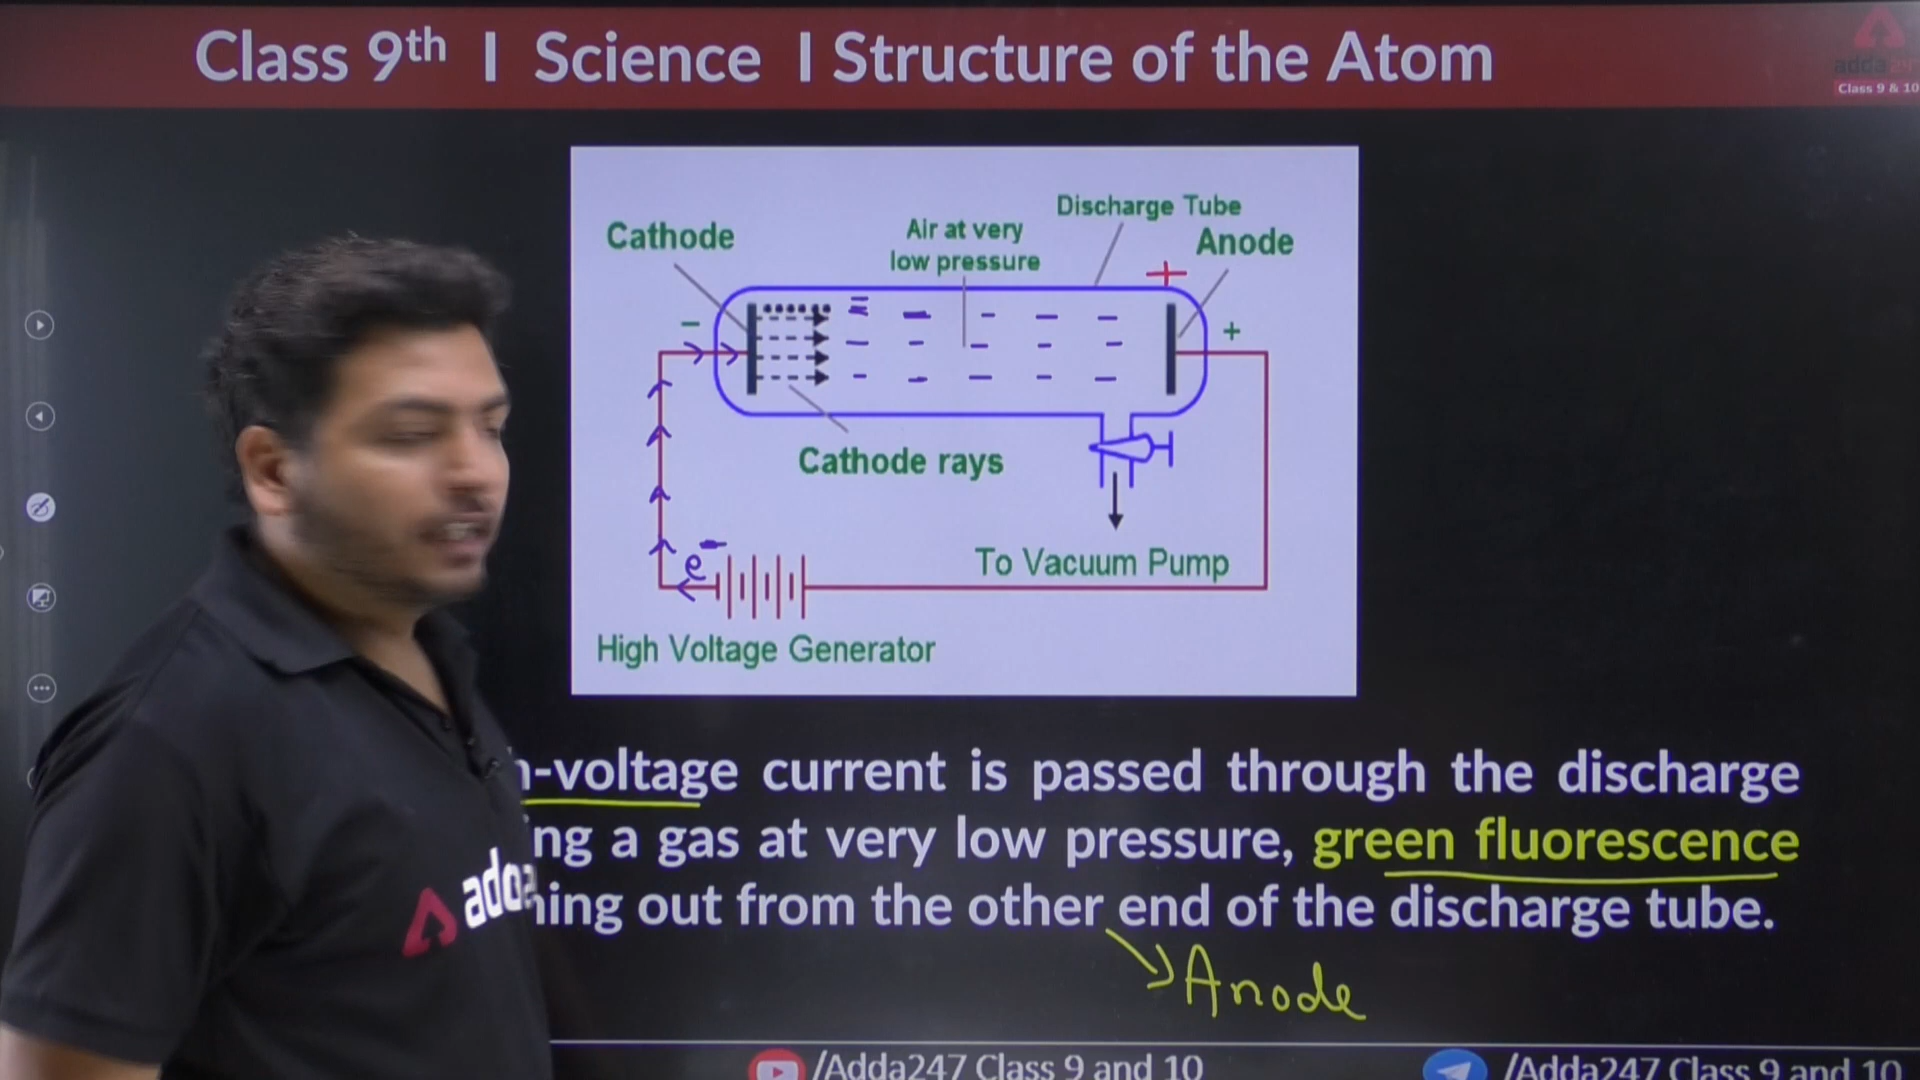 Class 9th I Science I Structure of the Atom
adda247
Class 9 & 10
Discharge Tube
Cathode
Air at very
low pressure
Anode
+
−
+
Cathode rays
e−
To Vacuum Pump
High Voltage Generator
-voltage current is passed through the discharge
a gas at very low pressure, green fluorescence
out from the other end of the discharge tube.
Anode
/Adda247 Class 9 and 10
/Adda247 Class 9 and 10